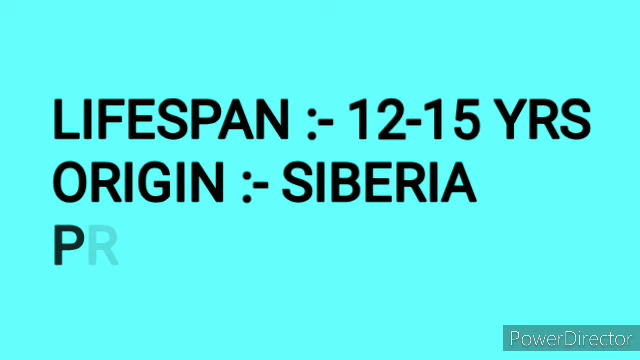 LIFESPAN :- 12-15 YRS
ORIGIN :- SIBERIA
PR
PowerDirector